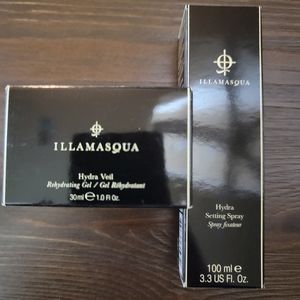 ILLAMASQUA
Hydra Veil
Rehydrating Gel / Gel Réhydratant
30ml ℮ 1.0 Fl. Oz.
ILLAMASQUA
Hydra
Setting Spray
Spray fixateur
100 ml ℮
3.3 US Fl. Oz.